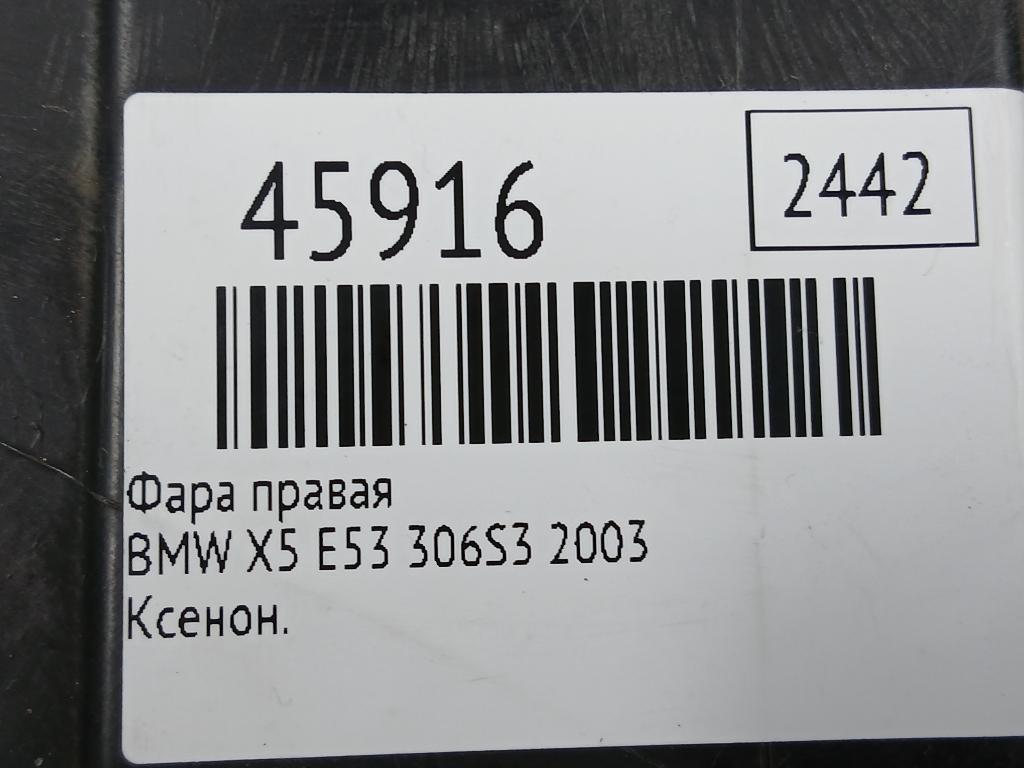 45916
2442
Фара правая
BMW X5 E53 306S3 2003
Ксенон.